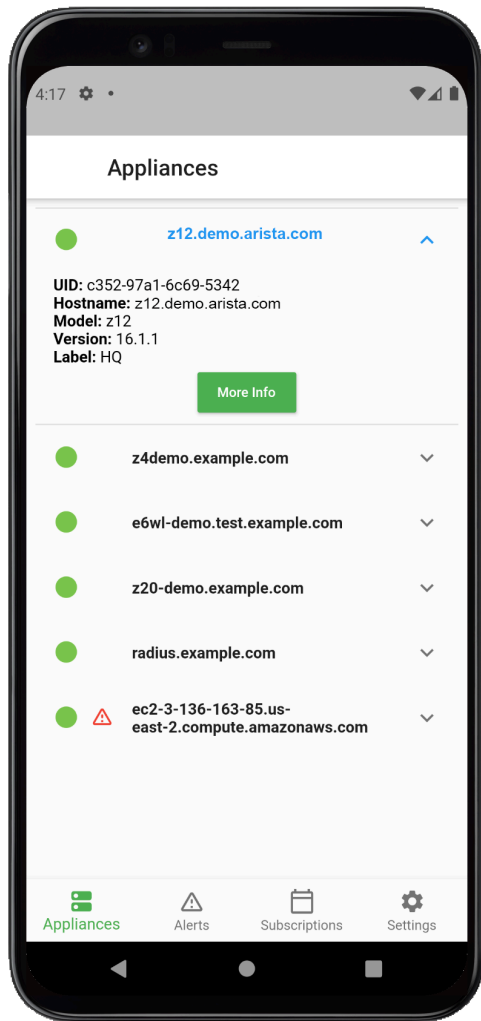 4:17
Appliances
z12.demo.arista.com
UID: c352-97a1-6c69-5342
Hostname: z12.demo.arista.com
Model: z12
Version: 16.1.1
Label: HQ
More Info
z4demo.example.com
e6wl-demo.test.example.com
z20-demo.example.com
radius.example.com
ec2-3-136-163-85.us-
east-2.compute.amazonaws.com
Appliances
Alerts
Subscriptions
Settings